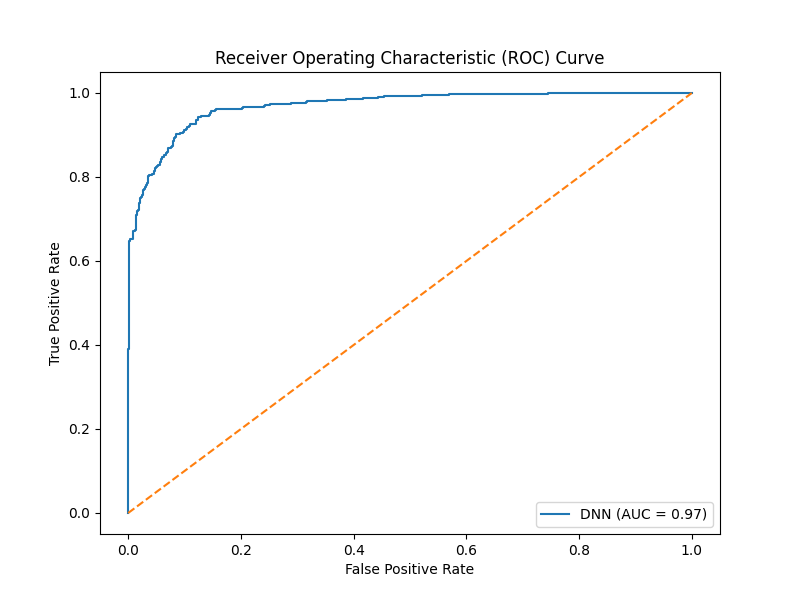 Receiver Operating Characteristic (ROC) Curve
1.0
0.8
0.6
0.4
0.2
0.0
True Positive Rate
DNN (AUC = 0.97)
0.0 0.2 0.4 0.6 0.8 1.0
False Positive Rate